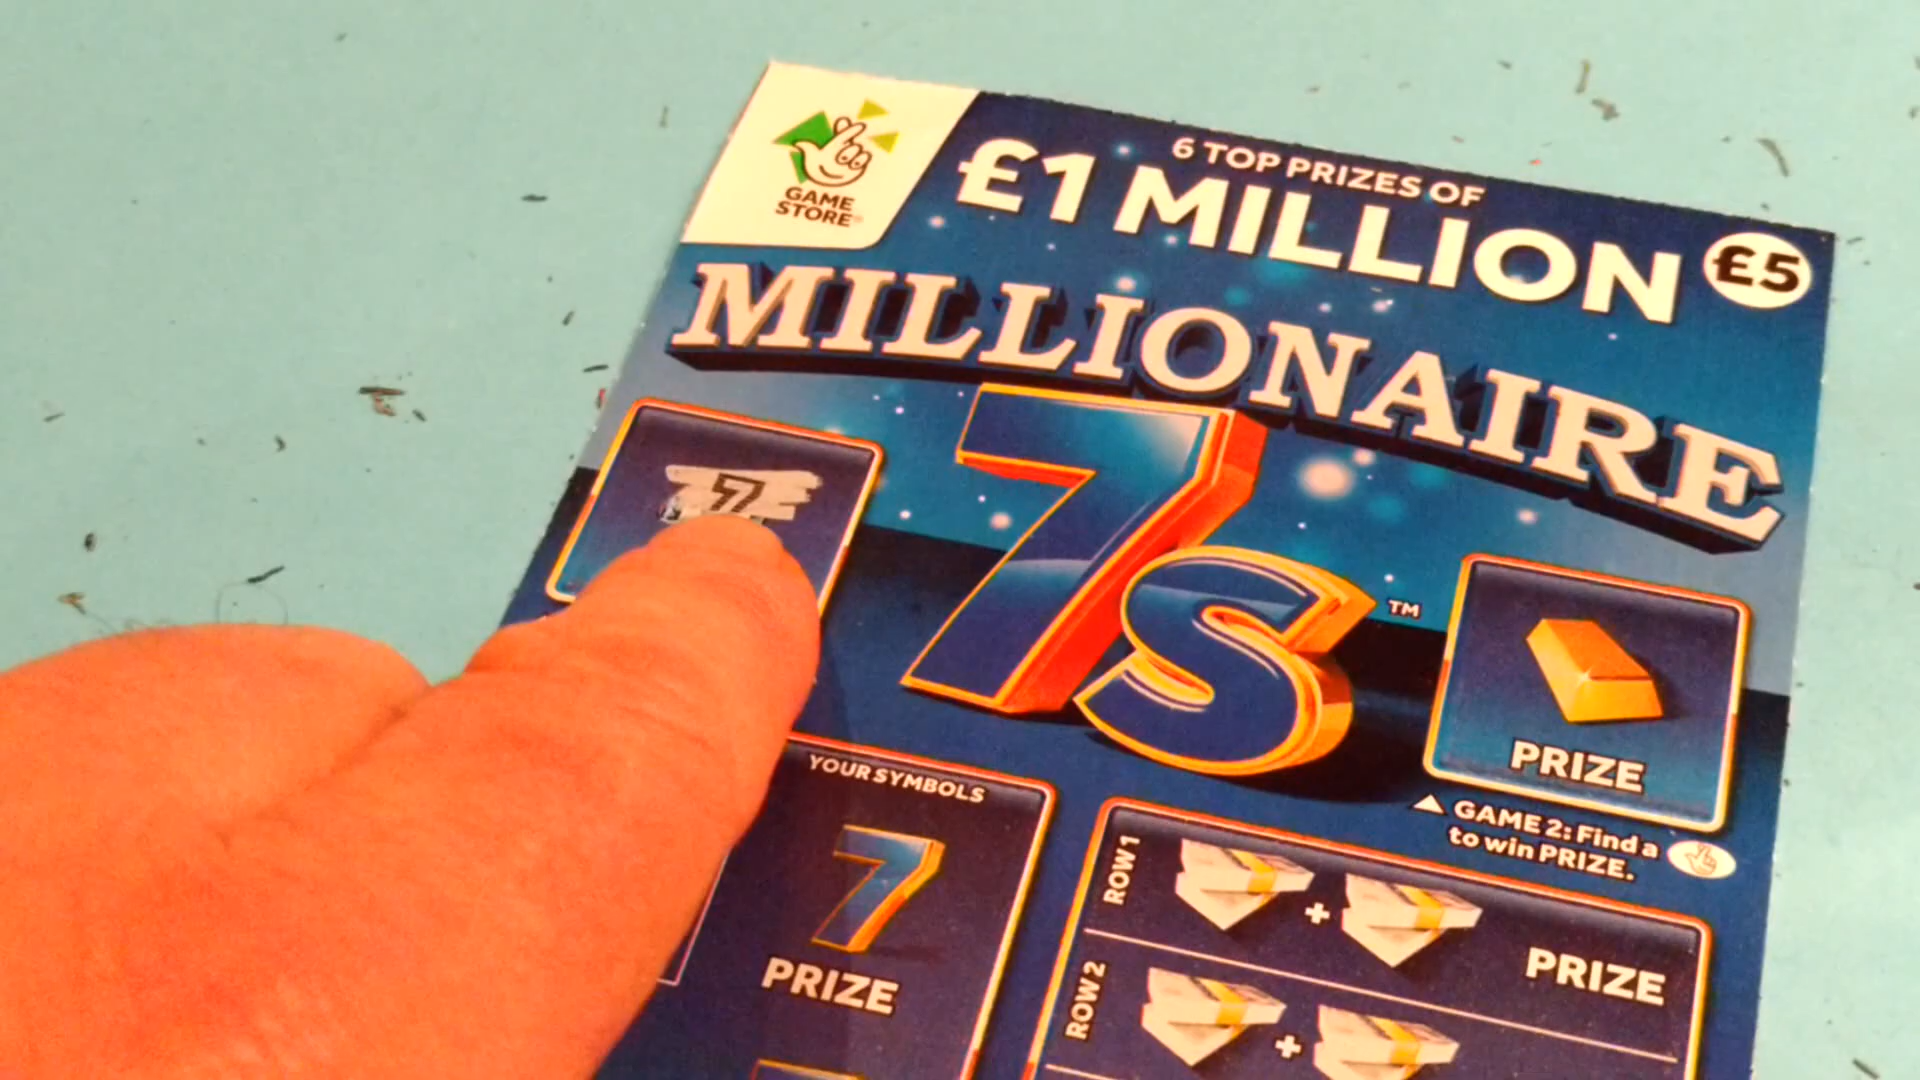 GAME
STORE®
6 TOP PRIZES OF
£1 MILLION
£5
MILLIONAIRE
7s
TM
7
PRIZE
GAME 2: Find a
to win PRIZE.
YOUR SYMBOLS
7
PRIZE
ROW 1
+
PRIZE
ROW 2
+